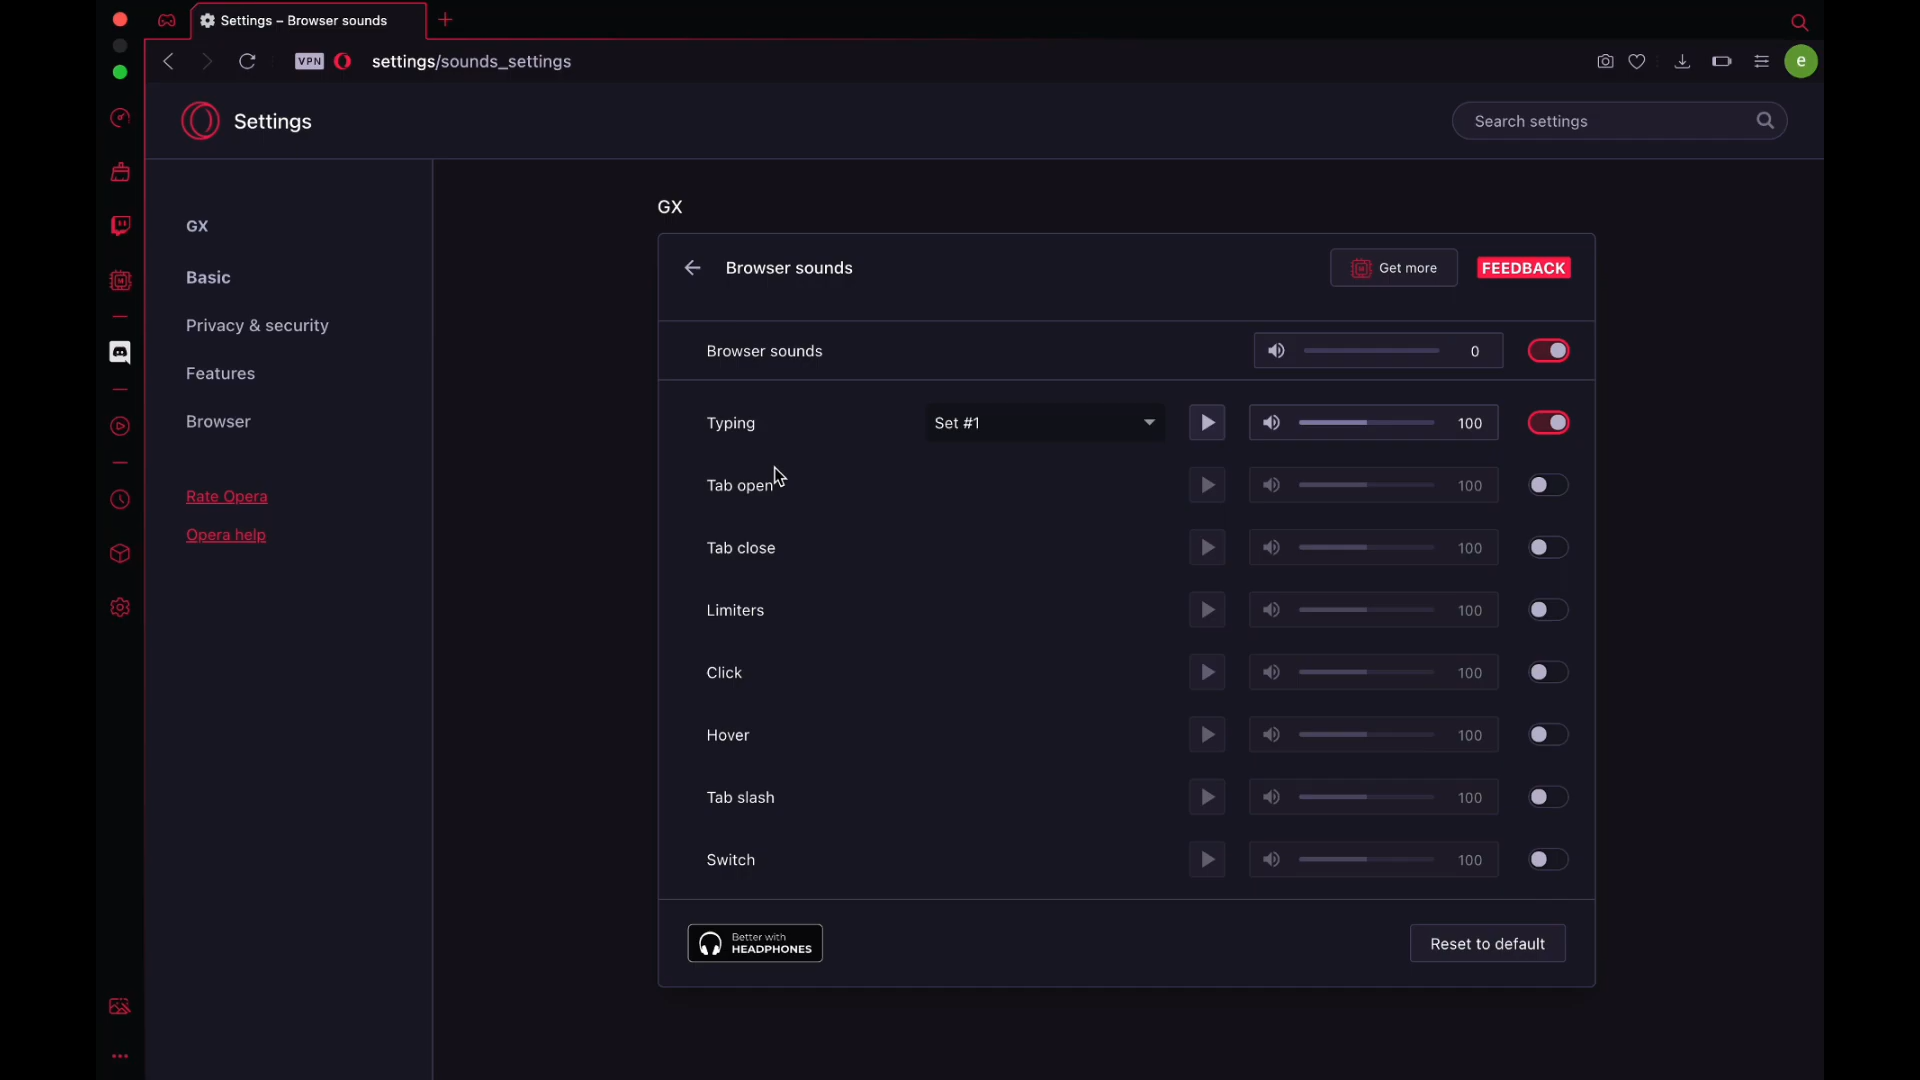 Settings – Browser sounds
VPN settings/sounds_settings e
Settings
Search settings
GX
Basic
Privacy & security
Features
Browser
Rate Opera
Opera help
GX
Browser sounds
Get more
FEEDBACK
Browser sounds 0
Typing Set #1 100
Tab open 100
Tab close 100
Limiters 100
Click 100
Hover 100
Tab slash 100
Switch 100
Better with
HEADPHONES
Reset to default